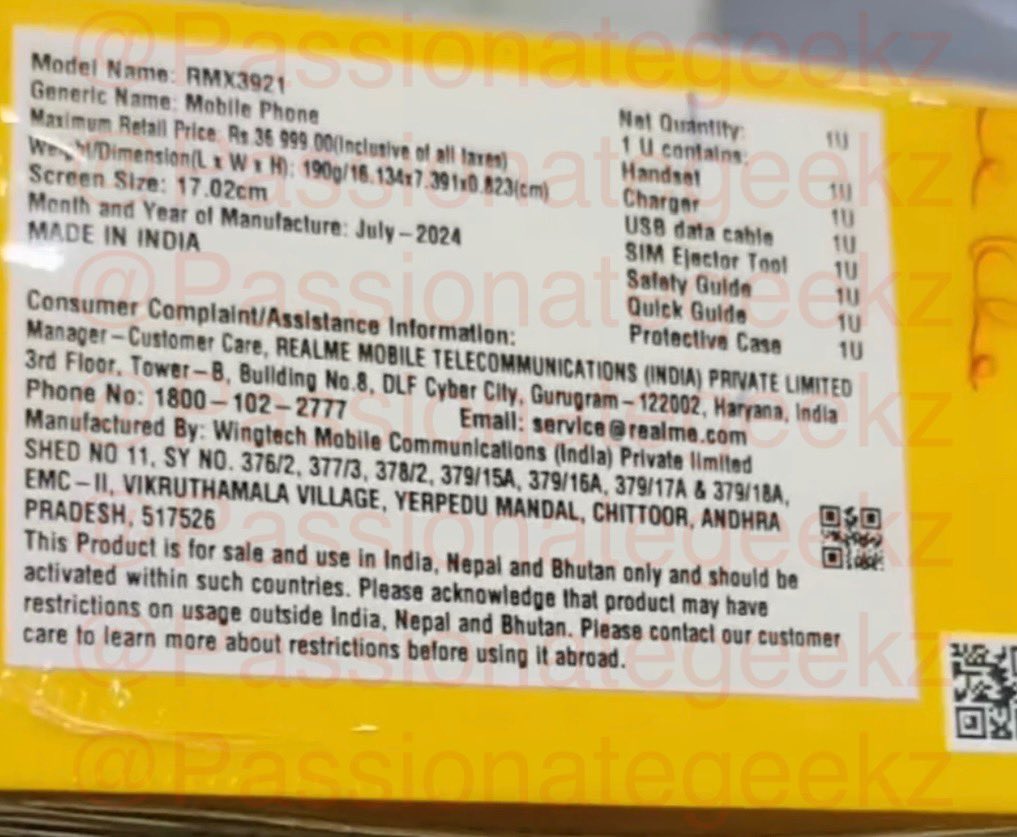 @Passionategeekz
Model Name: RMX3921
Generic Name: Mobile Phone
Maximum Retail Price: Rs 36 999.00(Inclusive of all taxes)
Weight/Dimension(L x W x H): 190g/16.134x7.391x0.823(cm)
Screen Size: 17.02cm
Month and Year of Manufacture: July-2024
MADE IN INDIA
Net Quantity: 1U
1 U contains:
Handset 1U
Charger 1U
USB data cable 1U
SIM Ejector Tool 1U
Safety Guide 1U
Quick Guide 1U
Protective Case 1U
Consumer Complaint/Assistance Information:
Manager-Customer Care, REALME MOBILE TELECOMMUNICATIONS (INDIA) PRIVATE LIMITED
3rd Floor, Tower-B, Building No.8, DLF Cyber City, Gurugram-122002, Haryana, India
Phone No: 1800-102-2777 Email: service@realme.com
Manufactured By: Wingtech Mobile Communications (India) Private limited
SHED NO 11, SY NO. 376/2, 377/3, 378/2, 379/15A, 379/16A, 379/17A & 379/18A,
EMC-II, VIKRUTHAMALA VILLAGE, YERPEDU MANDAL, CHITTOOR, ANDHRA
PRADESH, 517526
This Product is for sale and use in India, Nepal and Bhutan only and should be
activated within such countries. Please acknowledge that product may have
restrictions on usage outside India, Nepal and Bhutan. Please contact our customer
care to learn more about restrictions before using it abroad.
@Passionategeekz
@Passionategeekz
@Passionategeekz
@Passionategeekz
@Passionategeekz
@Passionategeekz